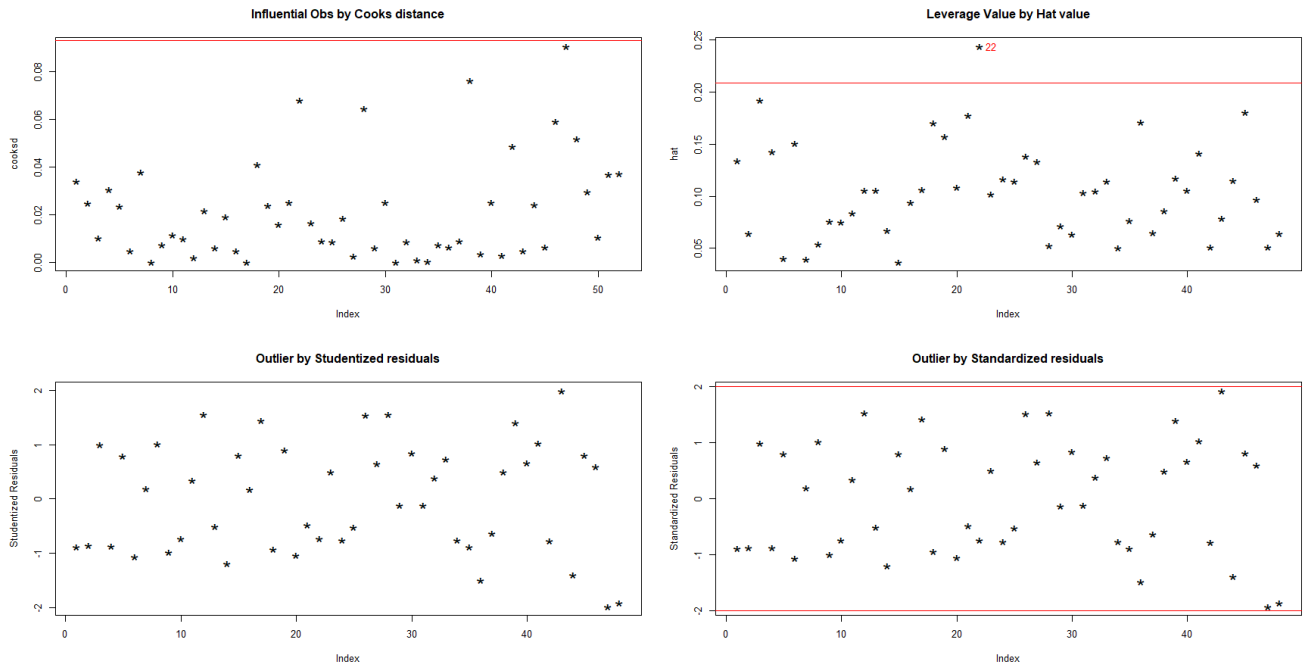 Influential Obs by Cooks distance
cooksd
0.00 0.02 0.04 0.06 0.08
0 10 20 30 40 50
Index
Leverage Value by Hat value
hat
0.05 0.10 0.15 0.20 0.25
22
0 10 20 30 40
Index
Outlier by Studentized residuals
Studentized Residuals
-2 -1 0 1 2
0 10 20 30 40
Index
Outlier by Standardized residuals
Standardized Residuals
-2 -1 0 1 2
0 10 20 30 40
Index